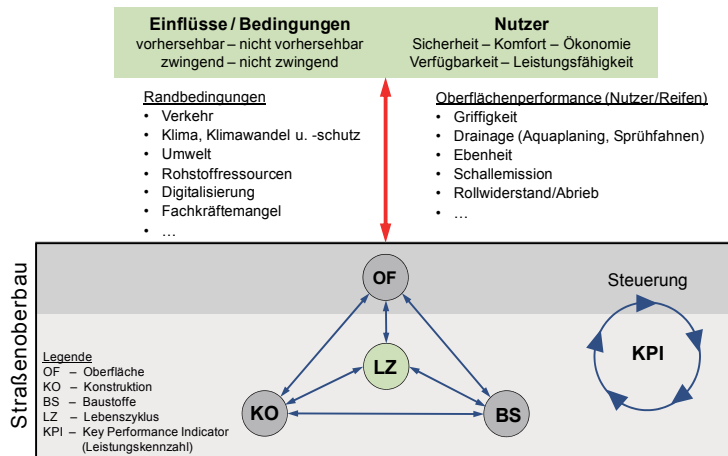 Einflüsse / Bedingungen
vorhersehbar – nicht vorhersehbar
zwingend – nicht zwingend
Nutzer
Sicherheit – Komfort – Ökonomie
Verfügbarkeit – Leistungsfähigkeit
Randbedingungen
• Verkehr
• Klima, Klimawandel u. -schutz
• Umwelt
• Rohstoffressourcen
• Digitalisierung
• Fachkräftemangel
• …
Oberflächenperformance (Nutzer/Reifen)
• Griffigkeit
• Drainage (Aquaplaning, Sprühfahnen)
• Ebenheit
• Schallemission
• Rollwiderstand/Abrieb
• …
Straßenoberbau
OF
LZ
KO
BS
Steuerung
KPI
Legende
OF – Oberfläche
KO – Konstruktion
BS – Baustoffe
LZ – Lebenszyklus
KPI – Key Performance Indicator
(Leistungskennzahl)